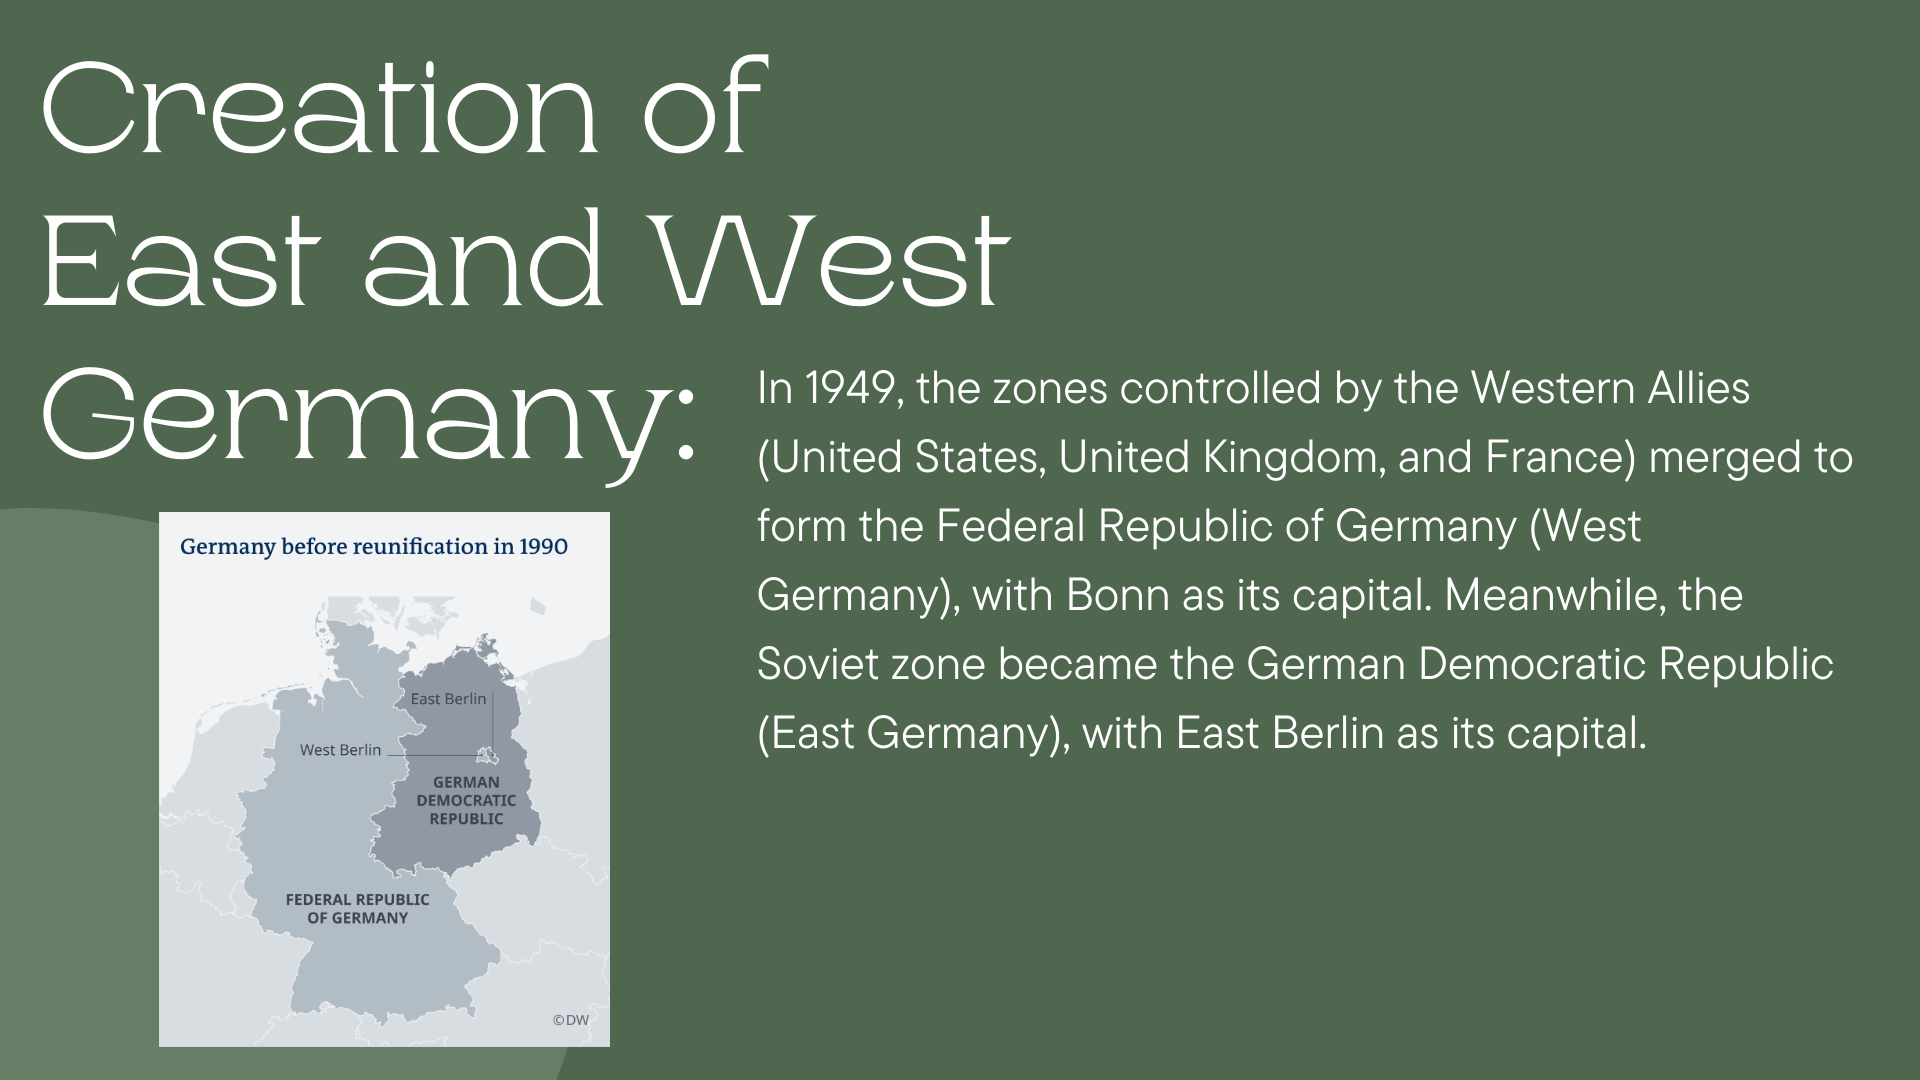 Creation of
East and West
Germany:
In 1949, the zones controlled by the Western Allies
(United States, United Kingdom, and France) merged to
form the Federal Republic of Germany (West
Germany), with Bonn as its capital. Meanwhile, the
Soviet zone became the German Democratic Republic
(East Germany), with East Berlin as its capital.
Germany before reunification in 1990
East Berlin
West Berlin
GERMAN
DEMOCRATIC
REPUBLIC
FEDERAL REPUBLIC
OF GERMANY
©DW